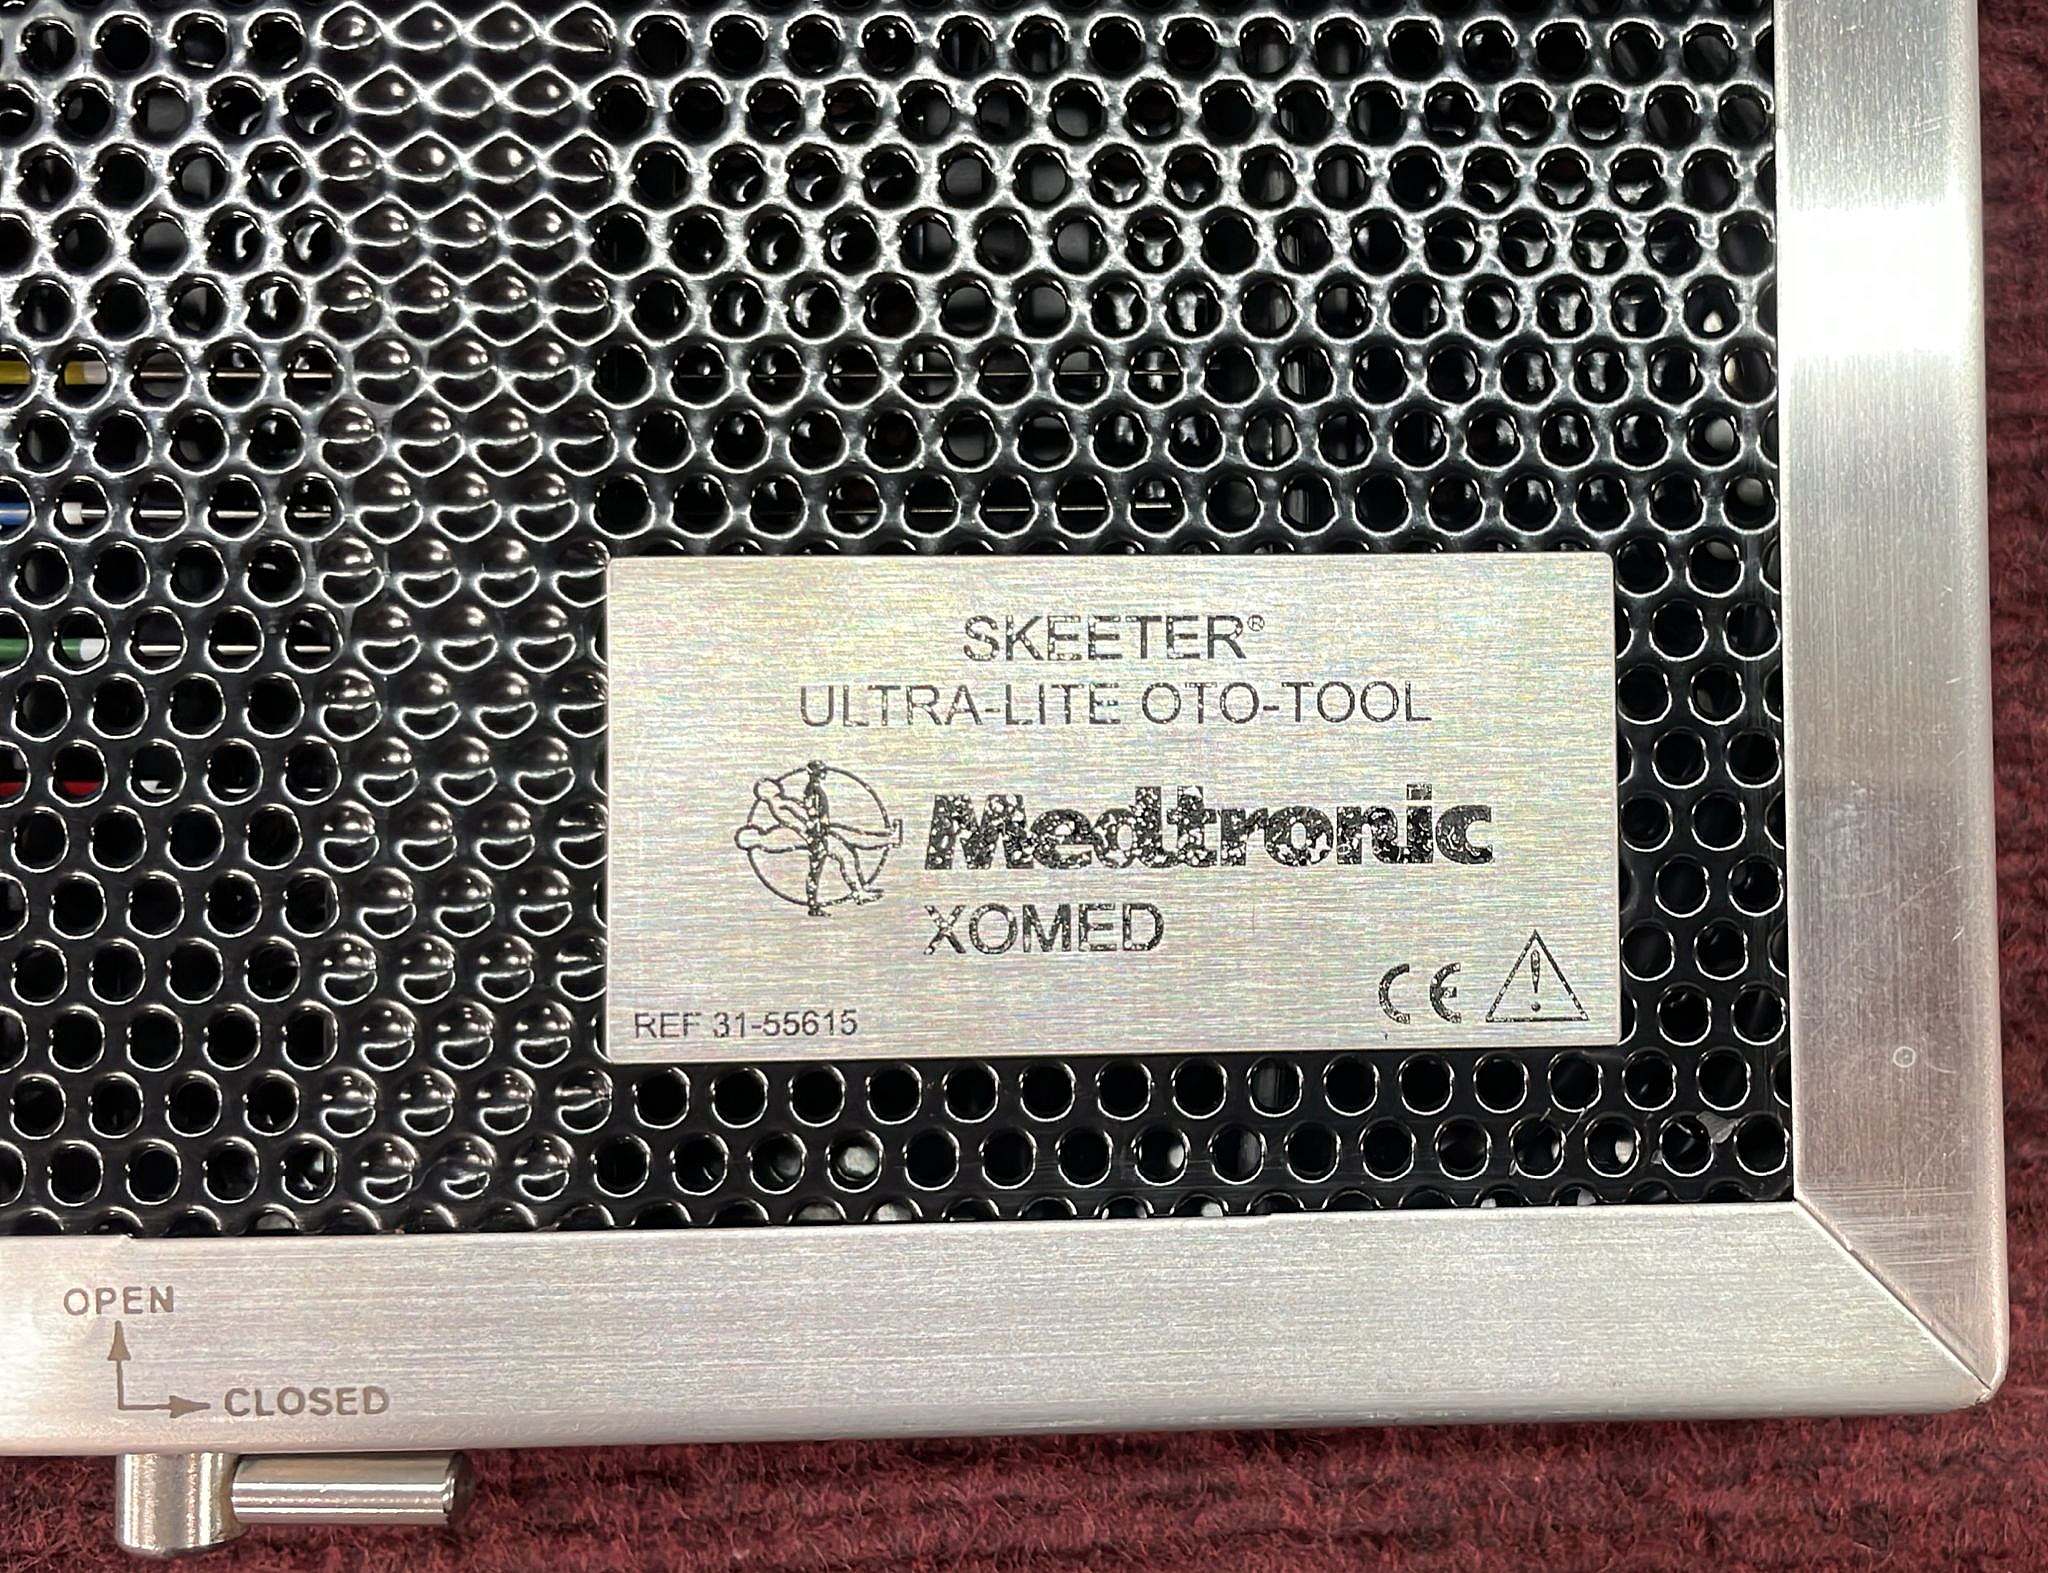 SKEETER®
ULTRA-LITE OTO-TOOL
Medtronic
XOMED
CE
REF 31-55615
OPEN
CLOSED